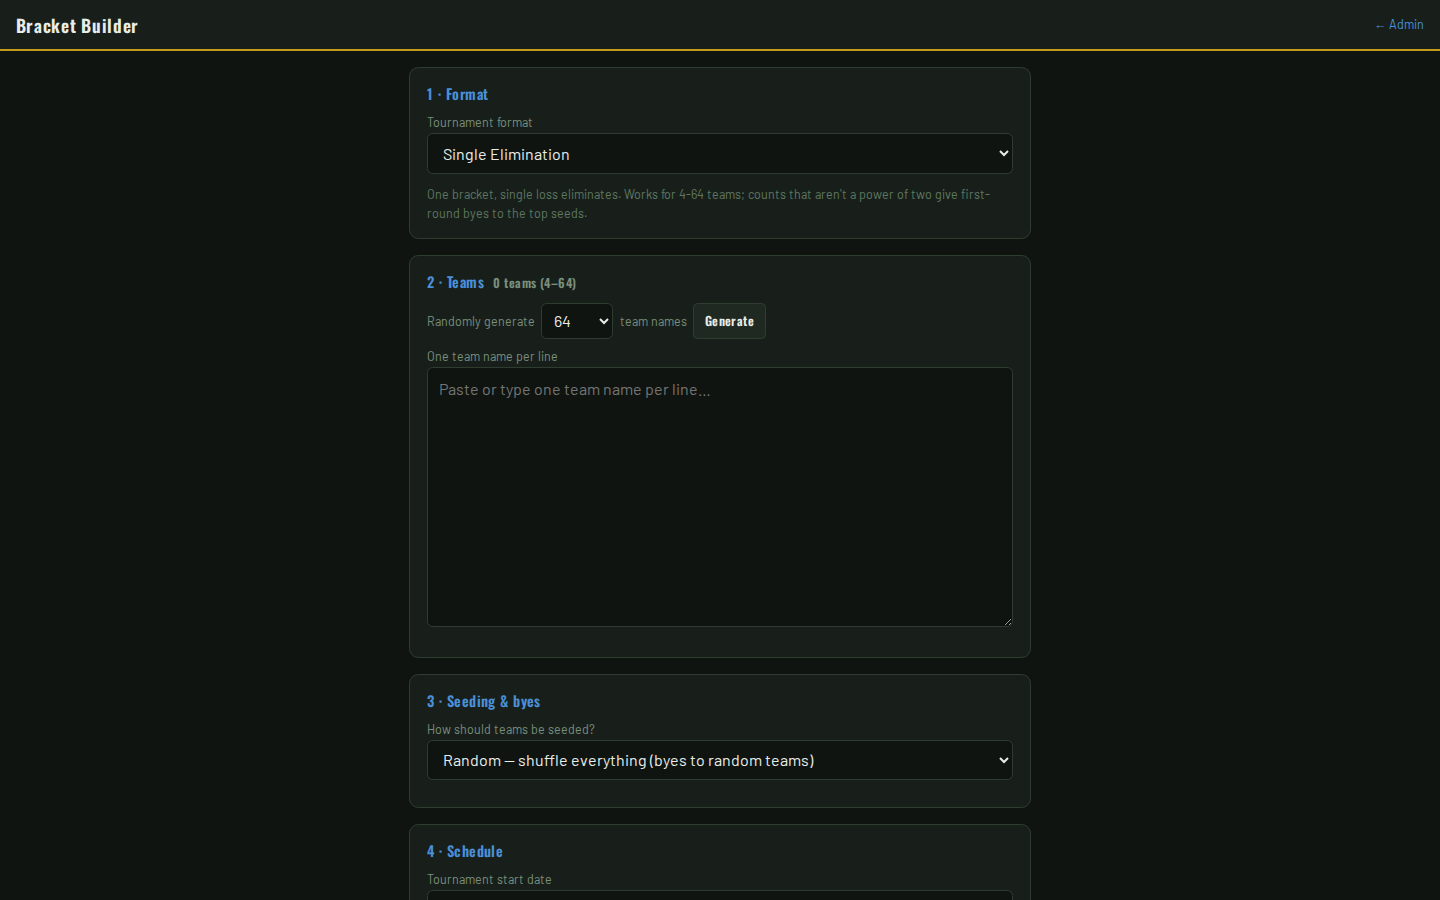 Bracket Builder
← Admin
1 · Format
Tournament format
Single Elimination
One bracket, single loss eliminates. Works for 4–64 teams; counts that aren't a power of two give first-
round byes to the top seeds.
2 · Teams 0 teams (4–64)
Randomly generate 64 team names Generate
One team name per line
Paste or type one team name per line…
3 · Seeding & byes
How should teams be seeded?
Random — shuffle everything (byes to random teams)
4 · Schedule
Tournament start date